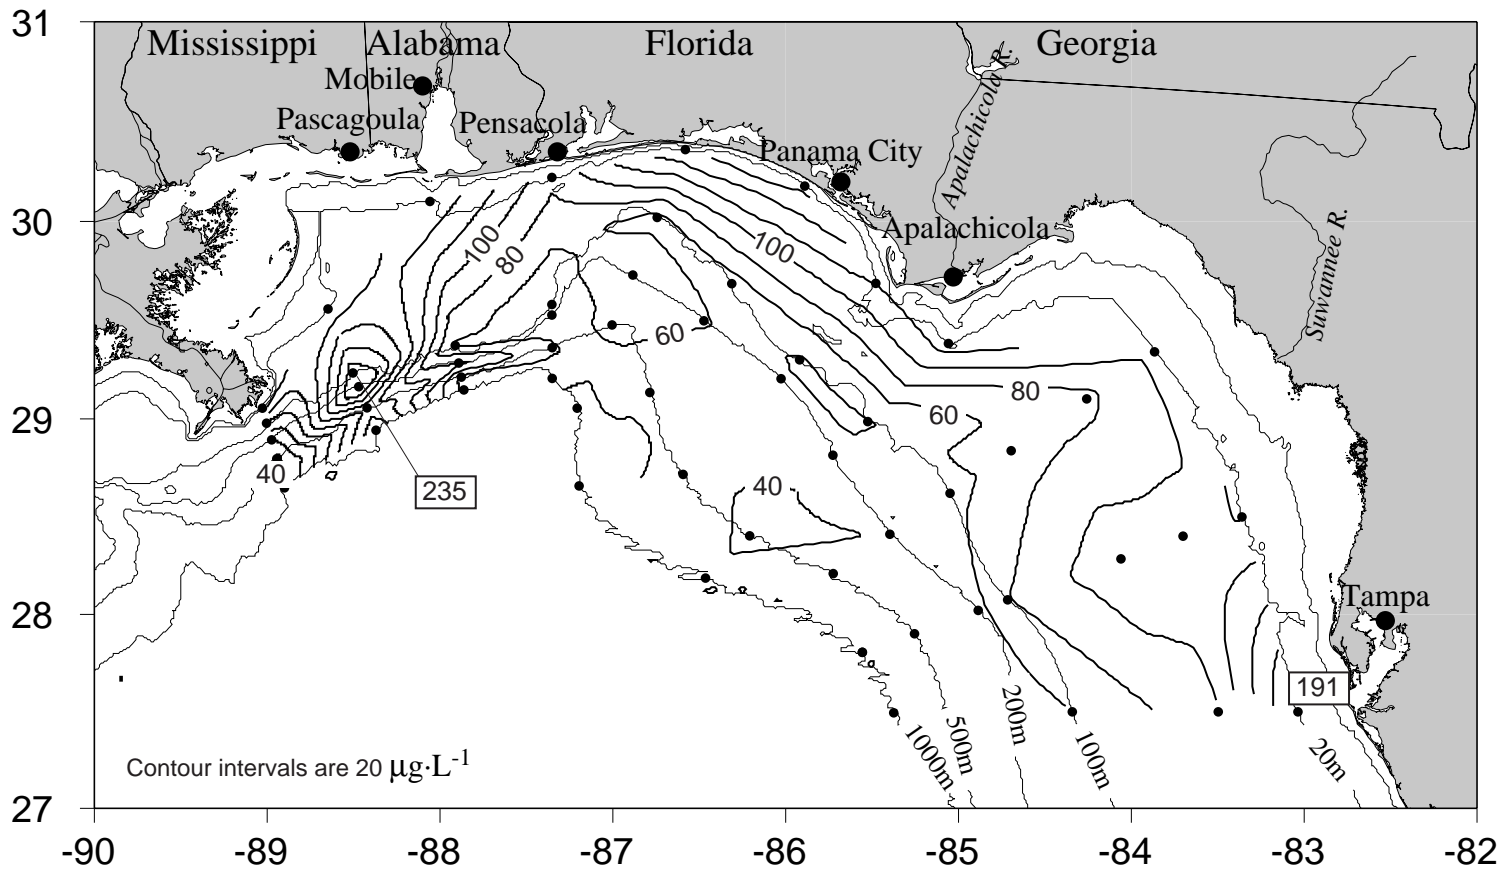 31
Mississippi Alabama Florida Georgia
Mobile
Pascagoula Pensacola
Panama City
Apalachicola R.
Apalachicola
Suwannee R.
30
100
80
100
60
80
60
29
40
235
40
28
Tampa
191
1000m
500m
200m
100m
20m
Contour intervals are 20 µg·L-1
27
-90 -89 -88 -87 -86 -85 -84 -83 -82